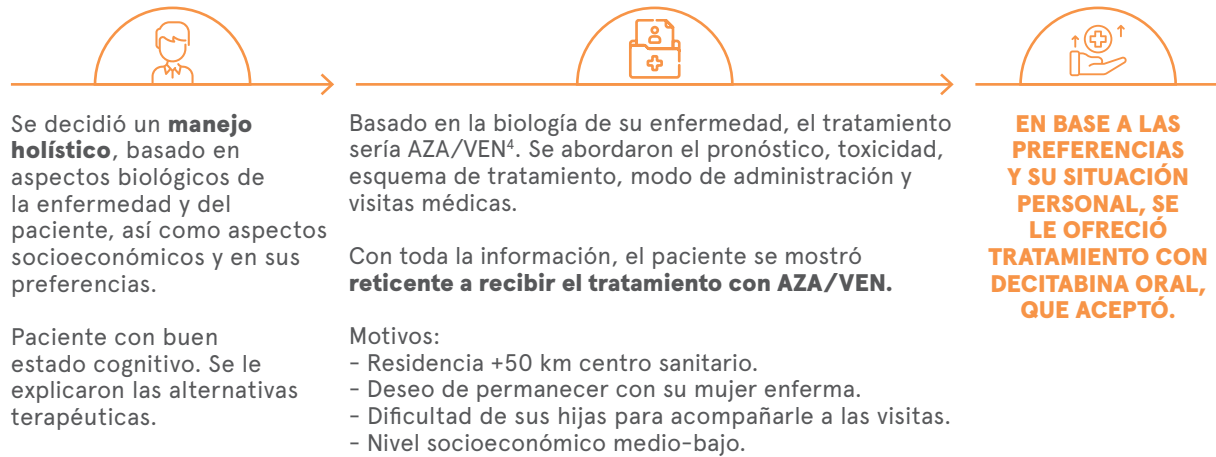 Se decidió un manejo
holístico, basado en
aspectos biológicos de
la enfermedad y del
paciente, así como aspectos
socioeconómicos y en sus
preferencias.
Paciente con buen
estado cognitivo. Se le
explicaron las alternativas
terapéuticas.
Basado en la biología de su enfermedad, el tratamiento
sería AZA/VEN⁴. Se abordaron el pronóstico, toxicidad,
esquema de tratamiento, modo de administración y
visitas médicas.
Con toda la información, el paciente se mostró
reticente a recibir el tratamiento con AZA/VEN.
Motivos:
- Residencia +50 km centro sanitario.
- Deseo de permanecer con su mujer enferma.
- Dificultad de sus hijas para acompañarle a las visitas.
- Nivel socioeconómico medio-bajo.
EN BASE A LAS
PREFERENCIAS
Y SU SITUACIÓN
PERSONAL, SE
LE OFRECIÓ
TRATAMIENTO CON
DECITABINA ORAL,
QUE ACEPTÓ.